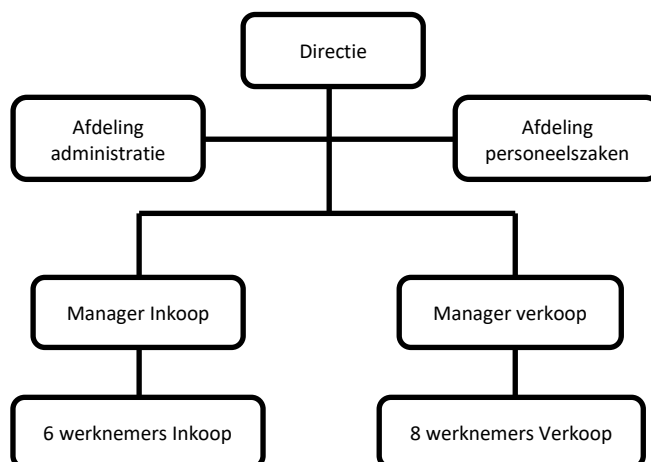 Directie
Afdeling
administratie
Afdeling
personeelszaken
Manager Inkoop
Manager verkoop
6 werknemers Inkoop
8 werknemers Verkoop